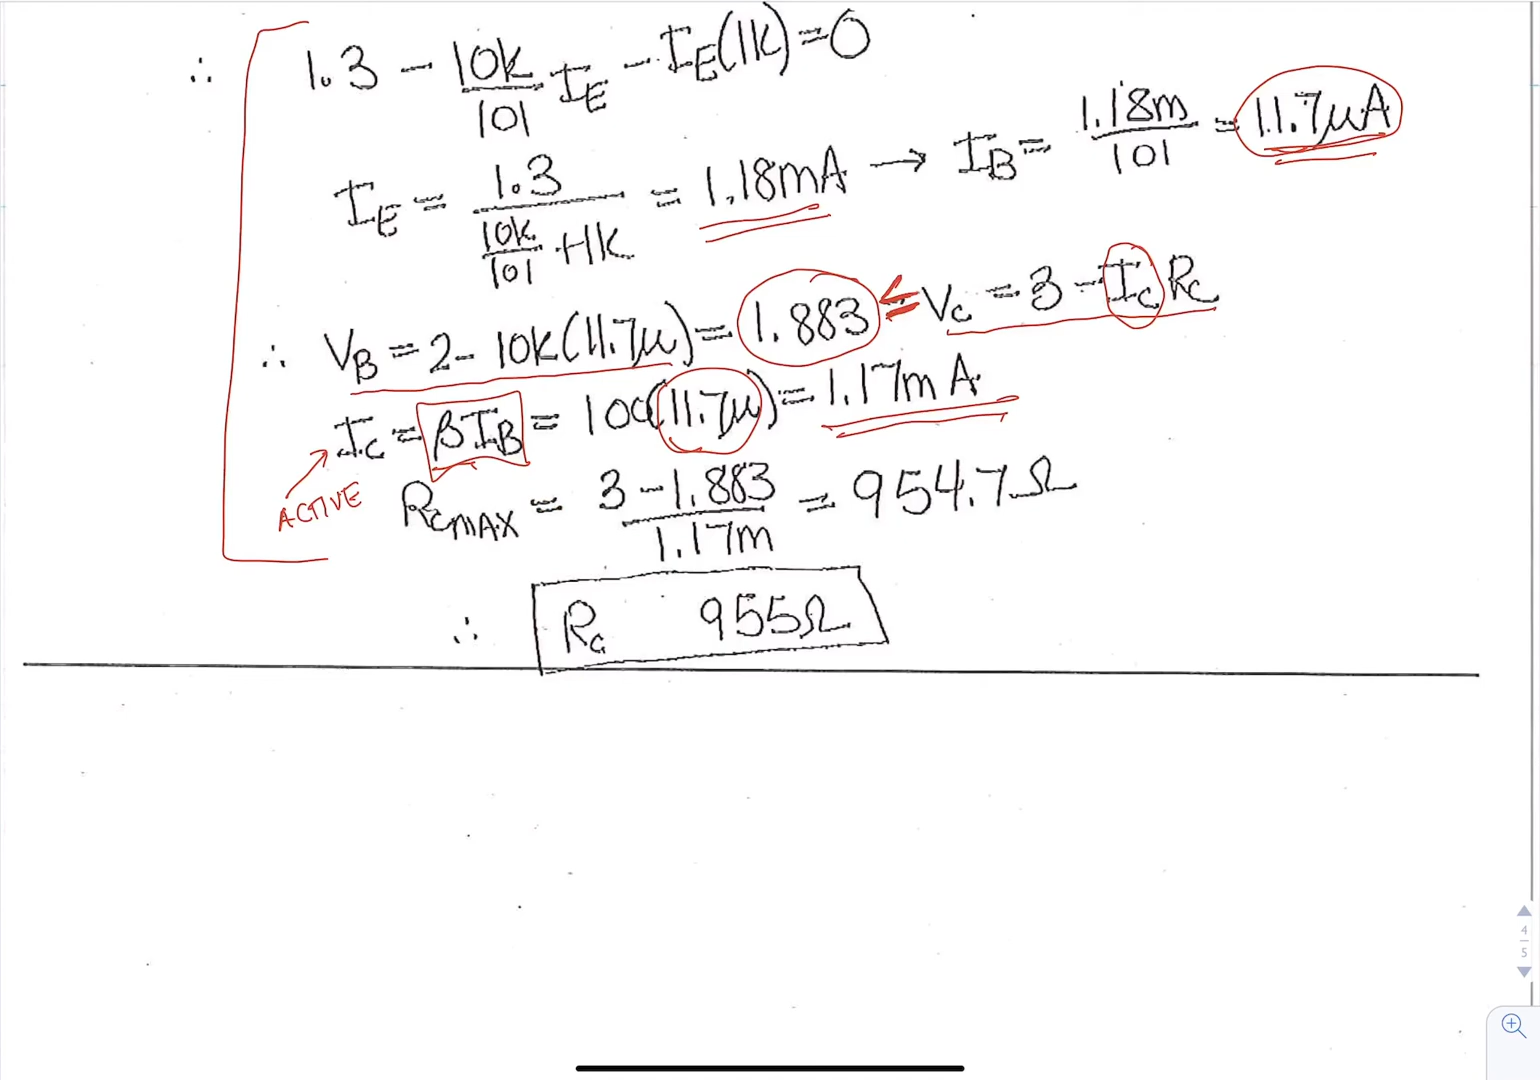 ∴ 1.3 - 10k/101 I_E - I_E(1k) = 0
I_E = 1.3 / (10k/101 + 1k) = 1.18mA → I_B = 1.18m/101 = 11.7μA
∴ V_B = 2 - 10k(11.7μ) = 1.883 ⇐ V_C = 3 - I_C R_C
I_C = βI_B = 100(11.7μ) = 1.17mA
ACTIVE
R_CMAX = (3 - 1.883) / 1.17m = 954.7Ω
∴ R_C 955Ω
4
5